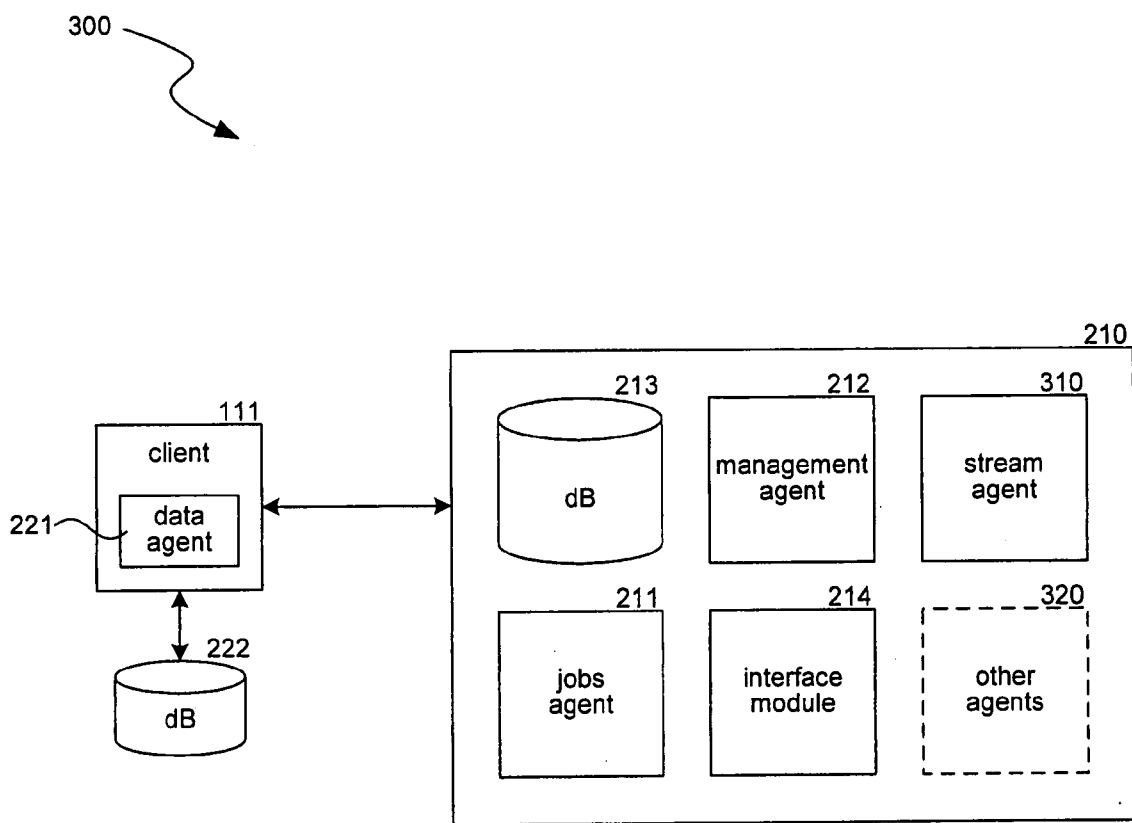 300
210
213
212
310
111
client
management
agent
stream
agent
dB
221
data
agent
211
214
320
222
jobs
agent
interface
module
other
agents
dB